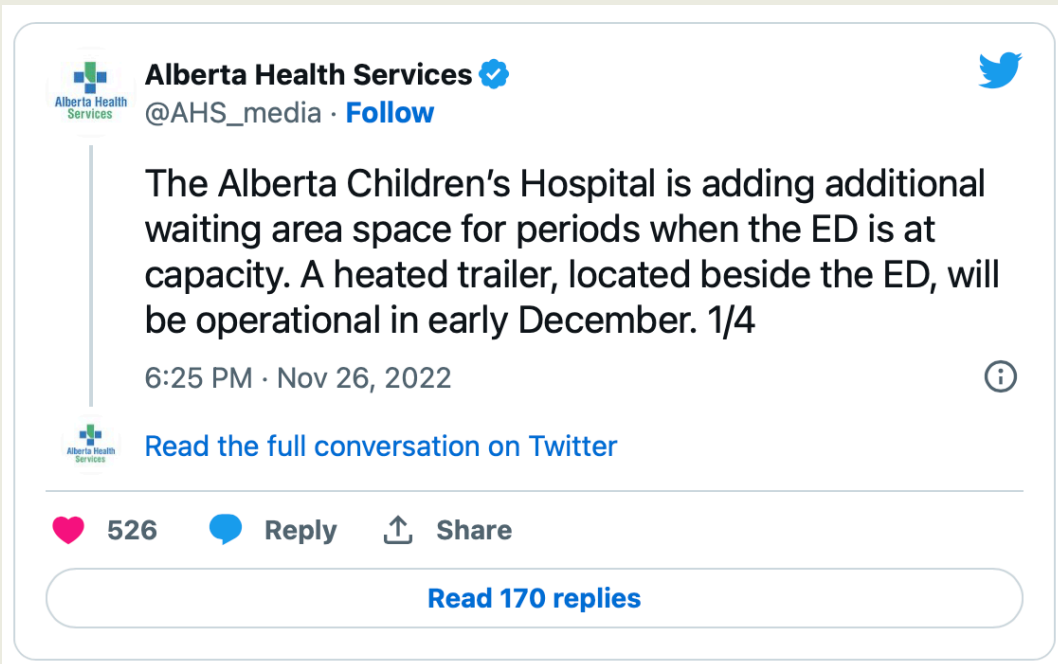 Alberta Health Services
Alberta Health
Services
@AHS_media · Follow
The Alberta Children’s Hospital is adding additional
waiting area space for periods when the ED is at
capacity. A heated trailer, located beside the ED, will
be operational in early December. 1/4
6:25 PM · Nov 26, 2022
Alberta Health
Services
Read the full conversation on Twitter
526 Reply Share
Read 170 replies